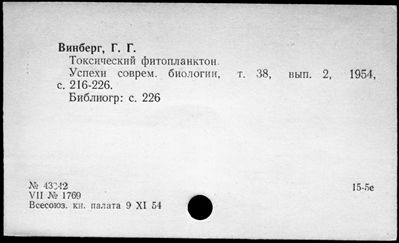 Винберг, Г. Г.
Токсический фитопланктон.
Успехи соврем. биологии, т. 38, вып. 2, 1954,
с. 216-226.
Библиогр: с. 226
№
15-5е
VII № 1769
Всесоюз. кн. палата 9 XI 54